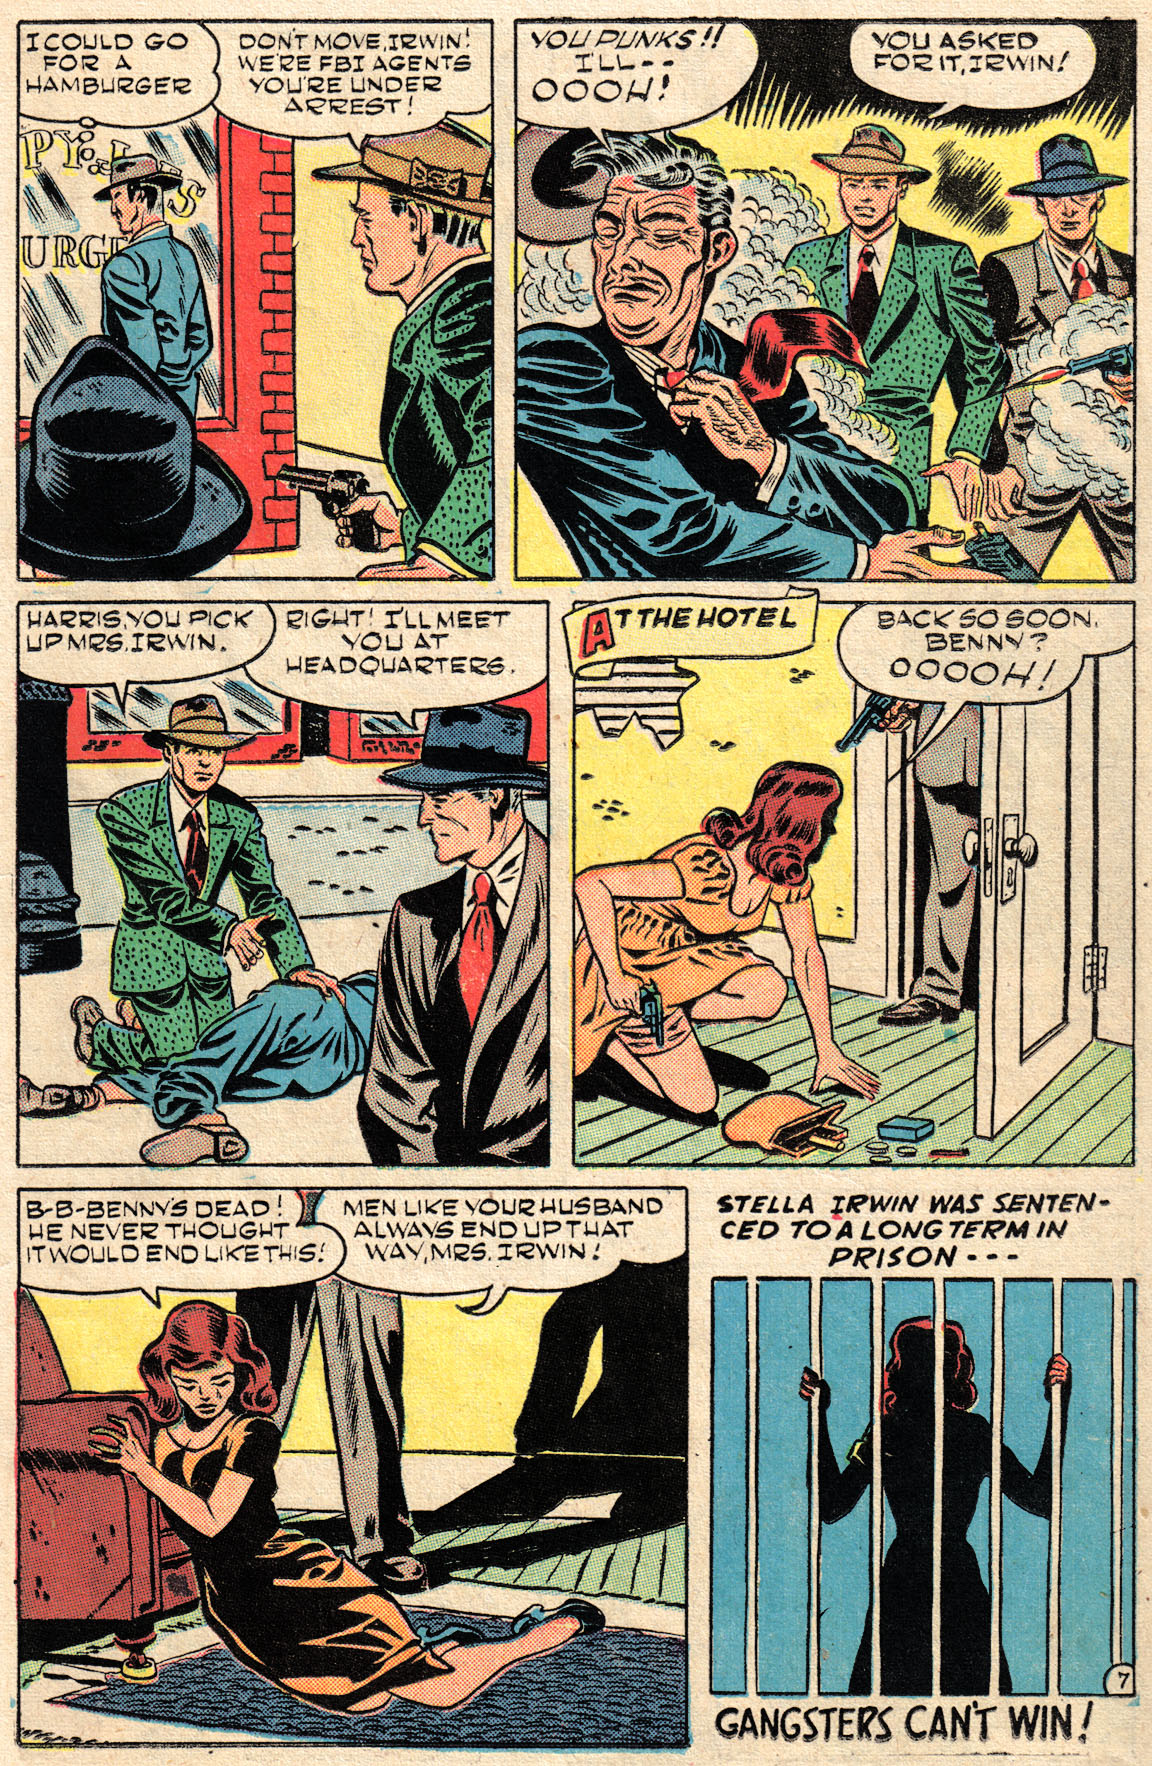 I COULD GO
FOR A
HAMBURGER
DON'T MOVE, IRWIN!
WE'RE FBI AGENTS
YOU'RE UNDER
ARREST!
PY
S
URGE
YOU PUNKS!!
I'LL--
OOOH!
YOU ASKED
FOR IT, IRWIN!
HARRIS, YOU PICK
UP MRS. IRWIN.
RIGHT! I'LL MEET
YOU AT
HEADQUARTERS.
AT THE HOTEL
BACK SO SOON,
BENNY?
OOOOH!
B-B-BENNY'S DEAD!
HE NEVER THOUGHT
IT WOULD END LIKE THIS!
MEN LIKE YOUR HUSBAND
ALWAYS END UP THAT
WAY, MRS. IRWIN!
STELLA IRWIN WAS SENTEN-
CED TO A LONG TERM IN
PRISON---
7
GANGSTERS CAN'T WIN!